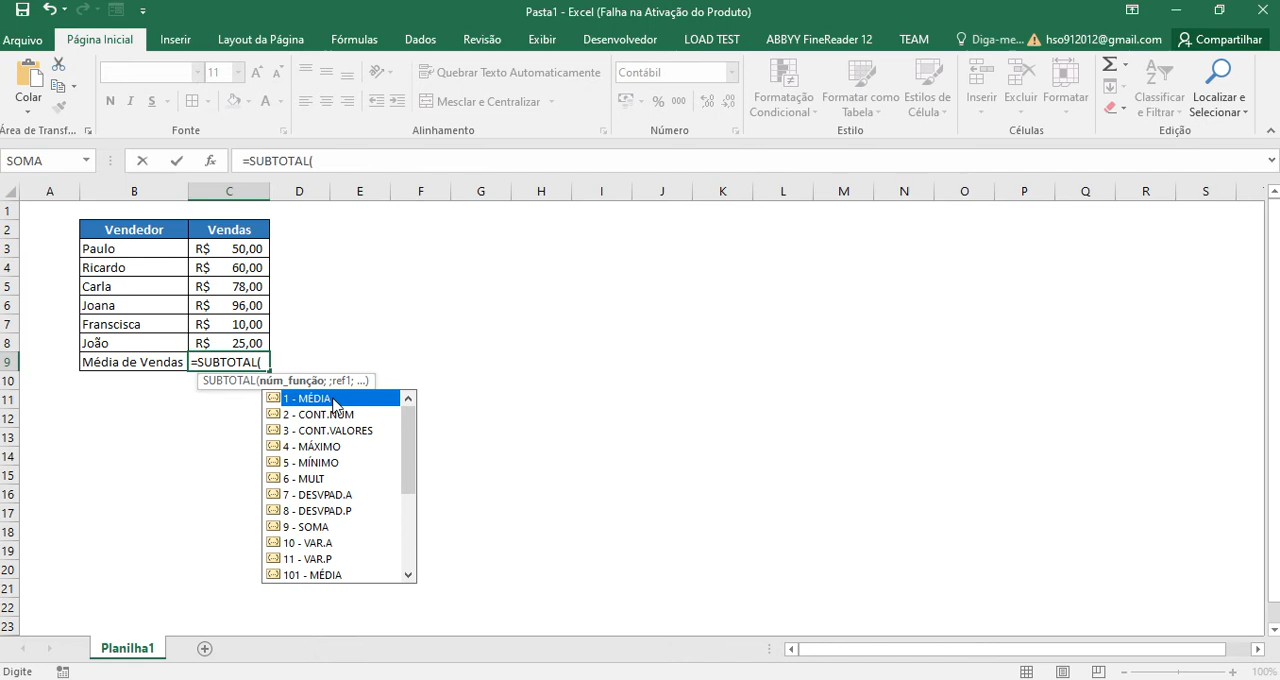 Pasta1 - Excel (Falha na Ativação do Produto)
Arquivo Página Inicial Inserir Layout da Página Fórmulas Dados Revisão Exibir Desenvolvedor LOAD TEST ABBYY FineReader 12 TEAM Diga-me... hso912012@gmail.com Compartilhar
11 Quebrar Texto Automaticamente Contábil
Colar N I S Mesclar e Centralizar % 000 Formatação Condicional Formatar como Tabela Estilos de Célula Inserir Excluir Formatar Classificar e Filtrar Localizar e Selecionar
Área de Transf... Fonte Alinhamento Número Estilo Células Edição
SOMA fx =SUBTOTAL(
A B C D E F G H I J K L M N O P Q R S
1
2 Vendedor Vendas
3 Paulo R$ 50,00
4 Ricardo R$ 60,00
5 Carla R$ 78,00
6 Joana R$ 96,00
7 Franscisca R$ 10,00
8 João R$ 25,00
9 Média de Vendas =SUBTOTAL(
10 SUBTOTAL(núm_função; ;ref1; ...)
11 1 - MÉDIA
12 2 - CONT.NÚM
13 3 - CONT.VALORES
14 4 - MÁXIMO
15 5 - MÍNIMO
16 6 - MULT
17 7 - DESVPAD.A
8 - DESVPAD.P
18 9 - SOMA
19 10 - VAR.A
20 11 - VAR.P
21 101 - MÉDIA
22
23
Planilha1
Digite 100%